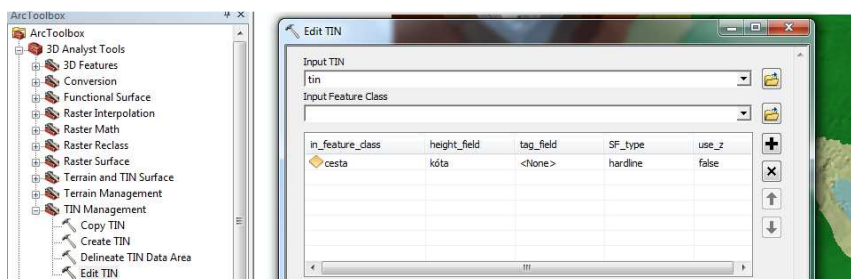 ArcToolbox
ArcToolbox
3D Analyst Tools
3D Features
Conversion
Functional Surface
Raster Interpolation
Raster Math
Raster Reclass
Raster Surface
Terrain and TIN Surface
Terrain Management
TIN Management
Copy TIN
Create TIN
Delineate TIN Data Area
Edit TIN
Edit TIN
Input TIN
tin
Input Feature Class
in_feature_class height_field tag_field SF_type use_z
cesta kóta <None> hardline false